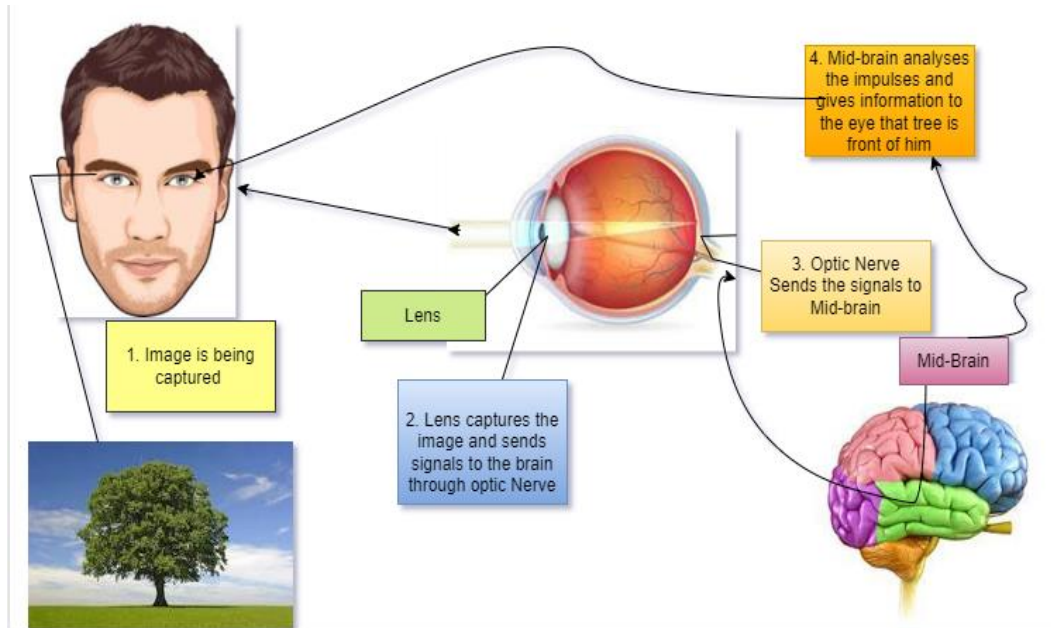 1. Image is being
captured
Lens
2. Lens captures the
image and sends
signals to the brain
through optic Nerve
3. Optic Nerve
Sends the signals to
Mid-brain
4. Mid-brain analyses
the impulses and
gives information to
the eye that tree is
front of him
Mid-Brain